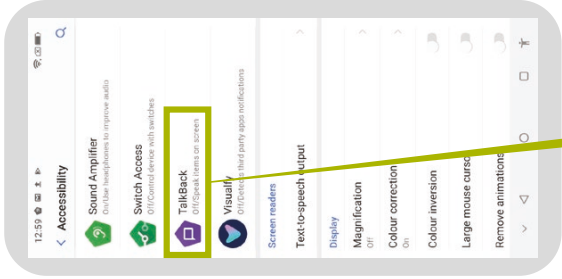 12:59
Accessibility
Sound Amplifier
On/Use headphones to improve audio
Switch Access
Off/Control device with switches
TalkBack
Off/Speak items on screen
Visualfy
Off/Detects third party apps notifications
Screen readers
Text-to-speech output
Display
Magnification
Off
Colour correction
On
Colour inversion
Large mouse curso
Remove animations